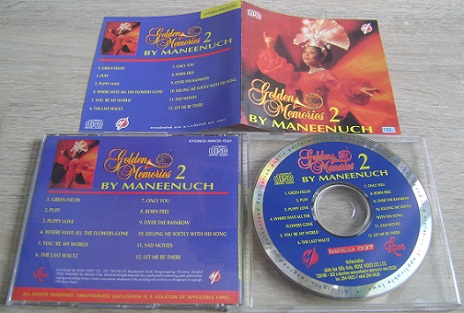 Golden
Memories 2
BY MANEENUCH
1. GREEN FIELDS
2. PUFF
3. PUPPY LOVE
4. WHERE HAVE ALL THE FLOWERS GONE
5. YOU'RE MY WORLD
6. THE LAST WALTZ
7. ONLY YOU
8. BORN FREE
9. OVER THE RAINBOW
10. KILLING ME SOFTLY WITH HIS SONG
11. SAD MOVIES
12. LET ME BE THERE
Golden
Memories 2
BY MANEENUCH
Golden
Memories 2
BY MANEENUCH
STEREO MRCD 027
1. GREEN FIELDS
2. PUFF
3. PUPPY LOVE
4. WHERE HAVE ALL THE FLOWERS GONE
5. YOU' RE MY WORLD
6. THE LAST WALTZ
7. ONLY YOU
8. BORN FREE
9. OVER THE RAINBOW
10. KILLING ME SOFTLY WITH HIS SONG.
11. SAD MOVIES
12. LET ME BE THERE
ALL RIGHTS RESERVED. UNAUTHORIZED DUPLICATION IS A VIOLATION OF APPLICABLE LAWS.
Golden
Memories 2
BY MANEENUCH
1. GREEN FIELDS
2. PUFF
3. PUPPY LOVE
4. WHERE HAVE ALL THE
FLOWERS GONE
5. YOU' RE MY WORLD
6. THE LAST WALTZ
7. ONLY YOU
8. BORN FREE
9. OVER THE RAINBOW
10. KILLING ME SOFTLY
WITH HIS SONG
11. SAD MOVIES
12. LET ME BE THERE
MRCD 027